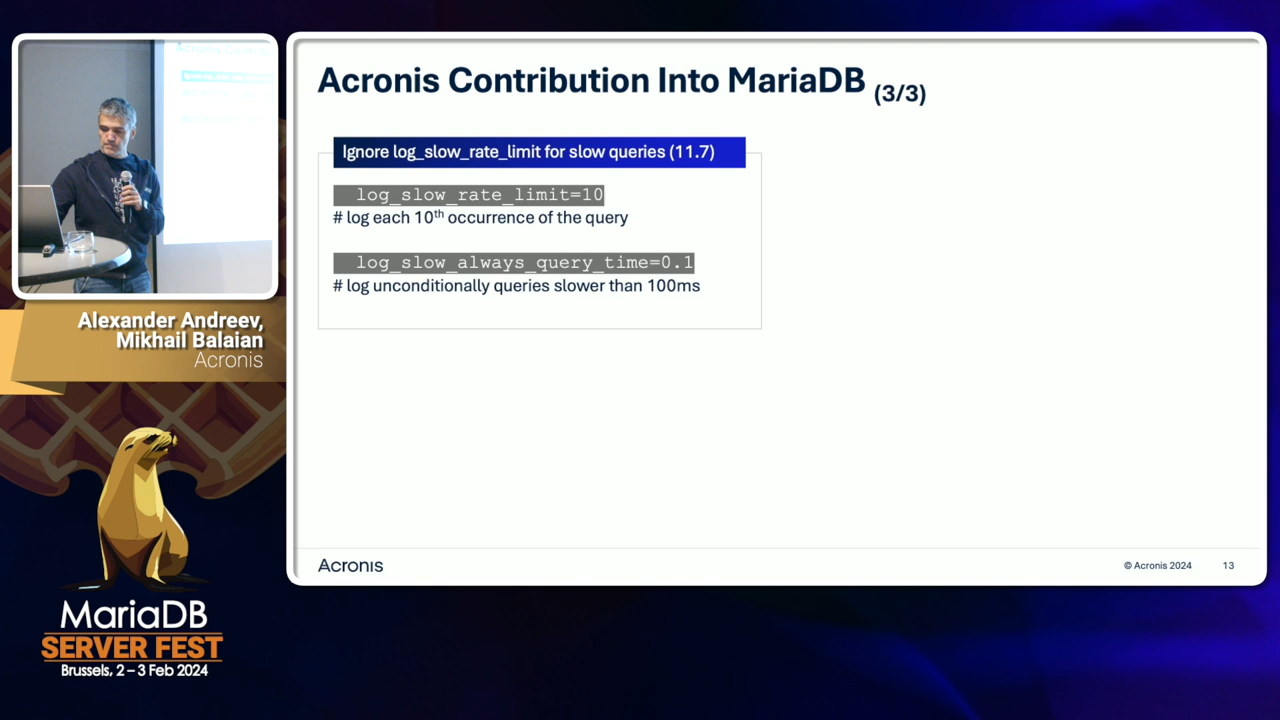 Acronis Contribution Into MariaDB (3/3)
Ignore log_slow_rate_limit for slow queries (11.7)
log_slow_rate_limit=10
# log each 10th occurrence of the query
log_slow_always_query_time=0.1
# log unconditionally queries slower than 100ms
Alexander Andreev,
Mikhail Balaian
Acronis
MariaDB
SERVER FEST
Brussels, 2 – 3 Feb 2024
Acronis
© Acronis 2024
13